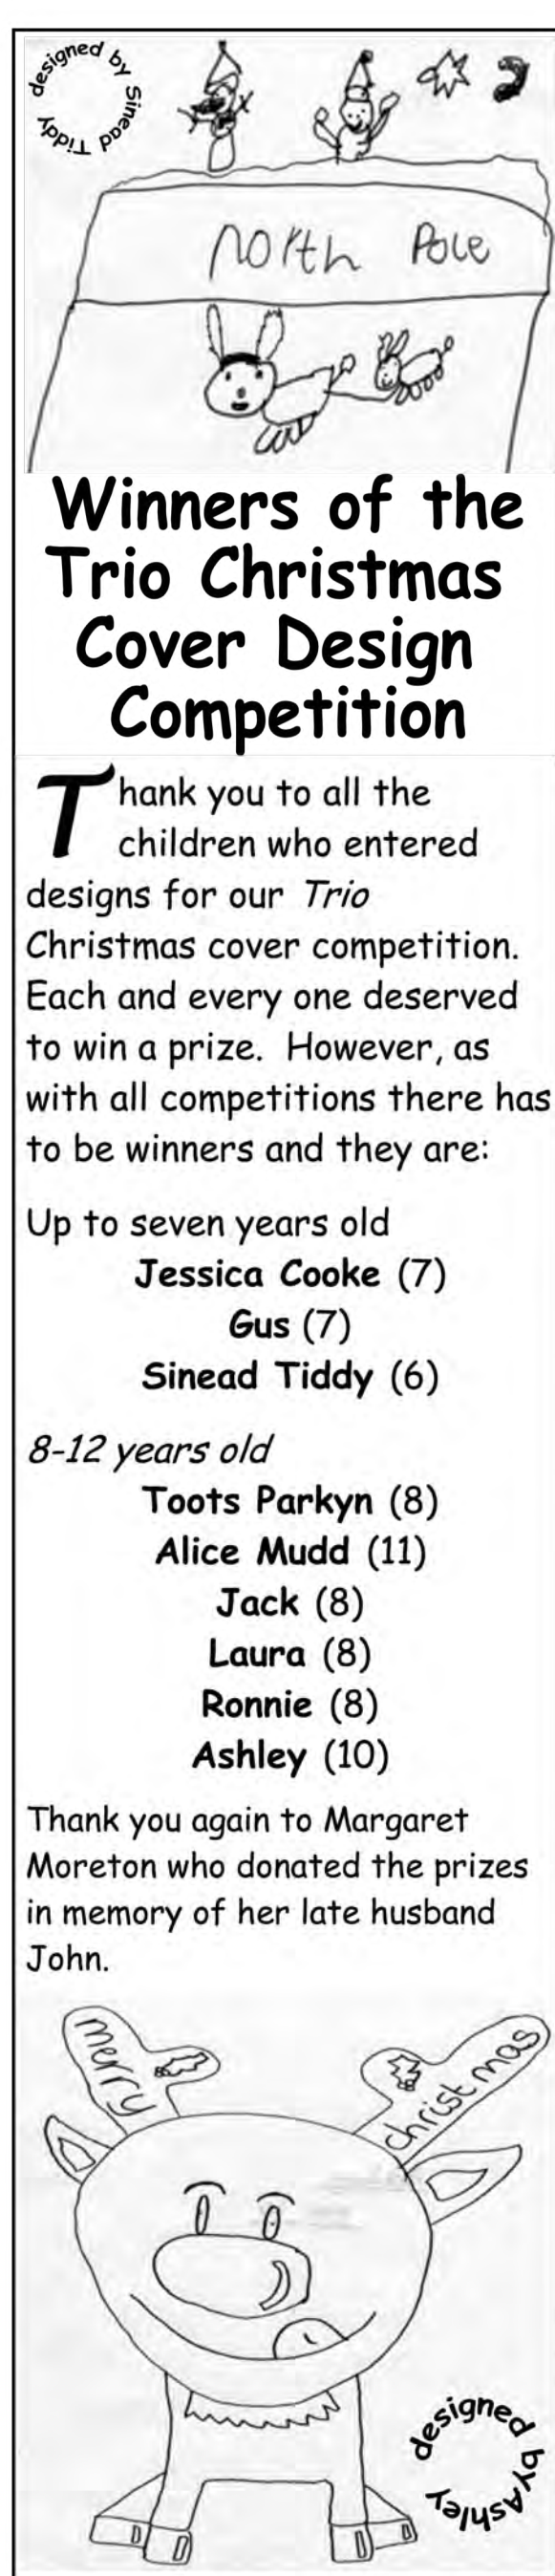 designed by Sinead Tiddy
North Pole
Winners of the
Trio Christmas
Cover Design
Competition
Thank you to all the
children who entered
designs for our Trio
Christmas cover competition.
Each and every one deserved
to win a prize. However, as
with all competitions there has
to be winners and they are:
Up to seven years old
Jessica Cooke (7)
Gus (7)
Sinead Tiddy (6)
8-12 years old
Toots Parkyn (8)
Alice Mudd (11)
Jack (8)
Laura (8)
Ronnie (8)
Ashley (10)
Thank you again to Margaret
Moreton who donated the prizes
in memory of her late husband
John.
merry
christmas
designed by Ashley